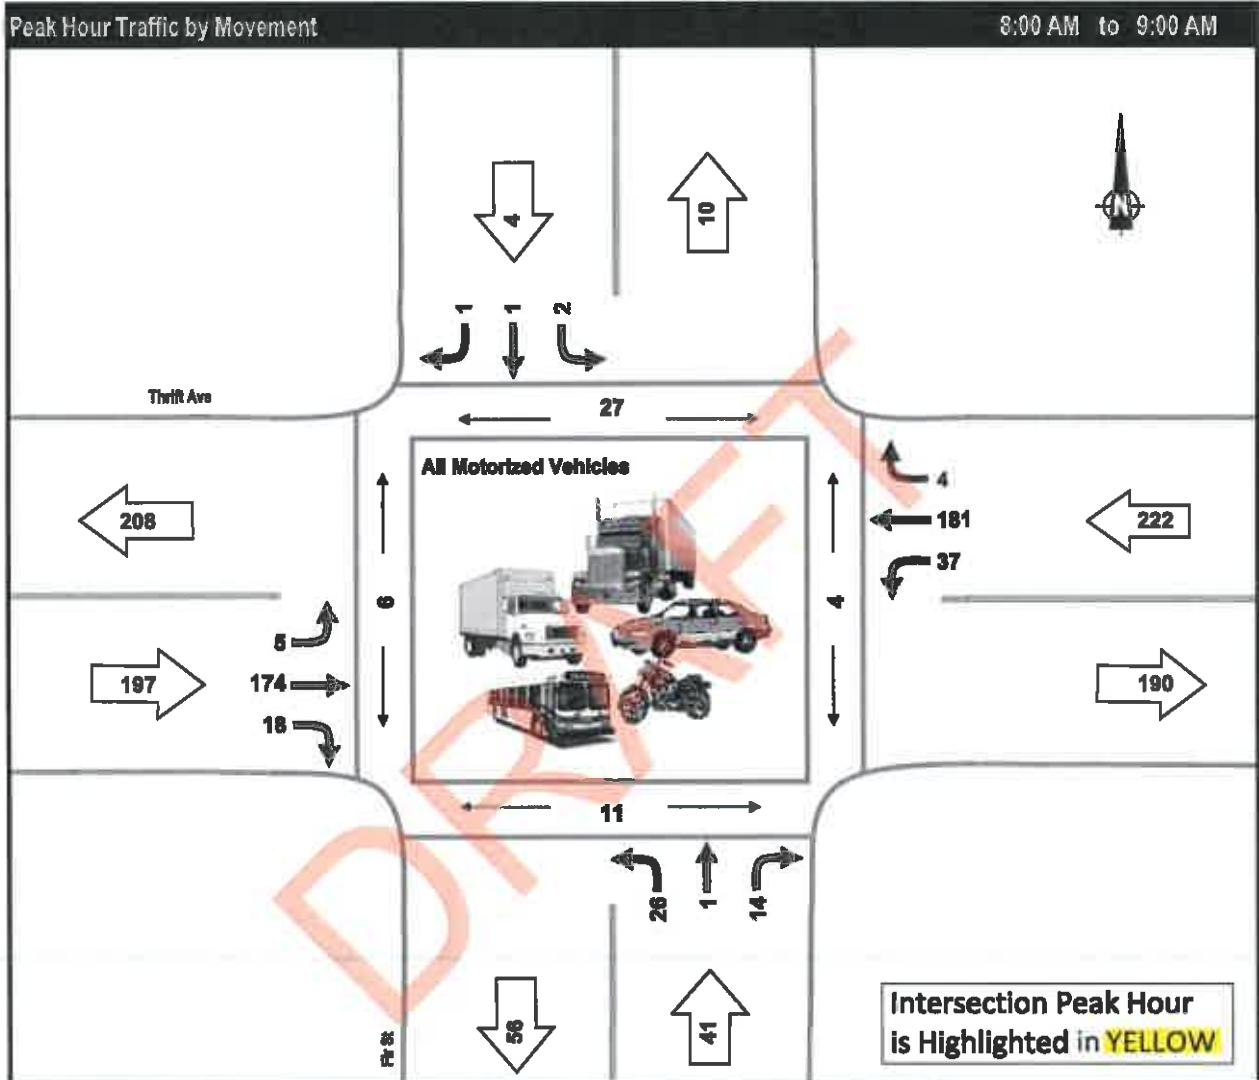 Peak Hour Traffic by Movement 8:00 AM to 9:00 AM
N
4
10
1 1 2
Thrift Ave
27
All Motorized Vehicles
4
208
181
222
37
6
4
5
197
174
190
18
11
26 1 14
First
56
41
Intersection Peak Hour
is Highlighted in YELLOW
DRAFT